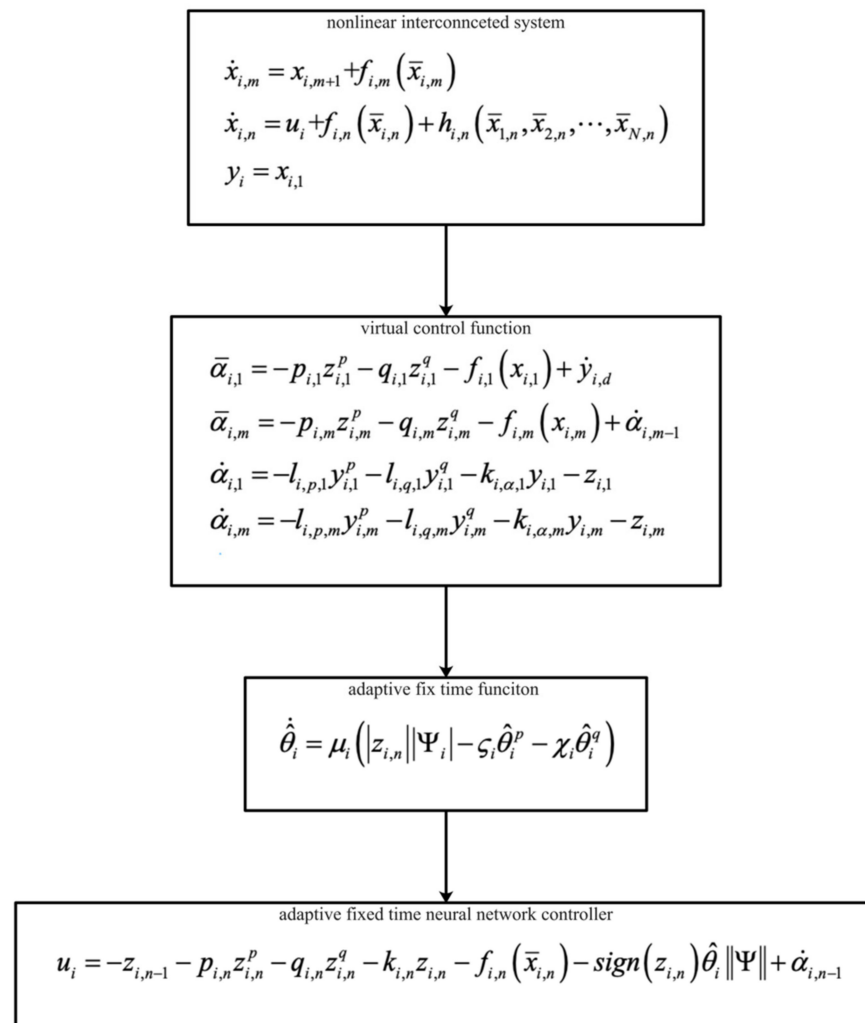 nonlinear interconnceted system
ẋ_{i,m} = x_{i,m+1}+f_{i,m}(x̄_{i,m})
ẋ_{i,n} = u_i+f_{i,n}(x̄_{i,n})+h_{i,n}(x̄_{1,n},x̄_{2,n},⋯,x̄_{N,n})
y_i = x_{i,1}
virtual control function
ᾱ_{i,1} = −p_{i,1}z_{i,1}^p − q_{i,1}z_{i,1}^q − f_{i,1}(x_{i,1})+ẏ_{i,d}
ᾱ_{i,m} = −p_{i,m}z_{i,m}^p − q_{i,m}z_{i,m}^q − f_{i,m}(x_{i,m})+α̇_{i,m−1}
α̇_{i,1} = −l_{i,p,1}y_{i,1}^p − l_{i,q,1}y_{i,1}^q − k_{i,α,1}y_{i,1} − z_{i,1}
α̇_{i,m} = −l_{i,p,m}y_{i,m}^p − l_{i,q,m}y_{i,m}^q − k_{i,α,m}y_{i,m} − z_{i,m}
adaptive fix time funciton
θ̂̇_i = μ_i(|z_{i,n}||Ψ_i|−ς_iθ̂_i^p − χ_iθ̂_i^q)
adaptive fixed time neural network controller
u_i = −z_{i,n−1} − p_{i,n}z_{i,n}^p − q_{i,n}z_{i,n}^q − k_{i,n}z_{i,n} − f_{i,n}(x̄_{i,n})−sign(z_{i,n})θ̂_i‖Ψ‖+α̇_{i,n−1}